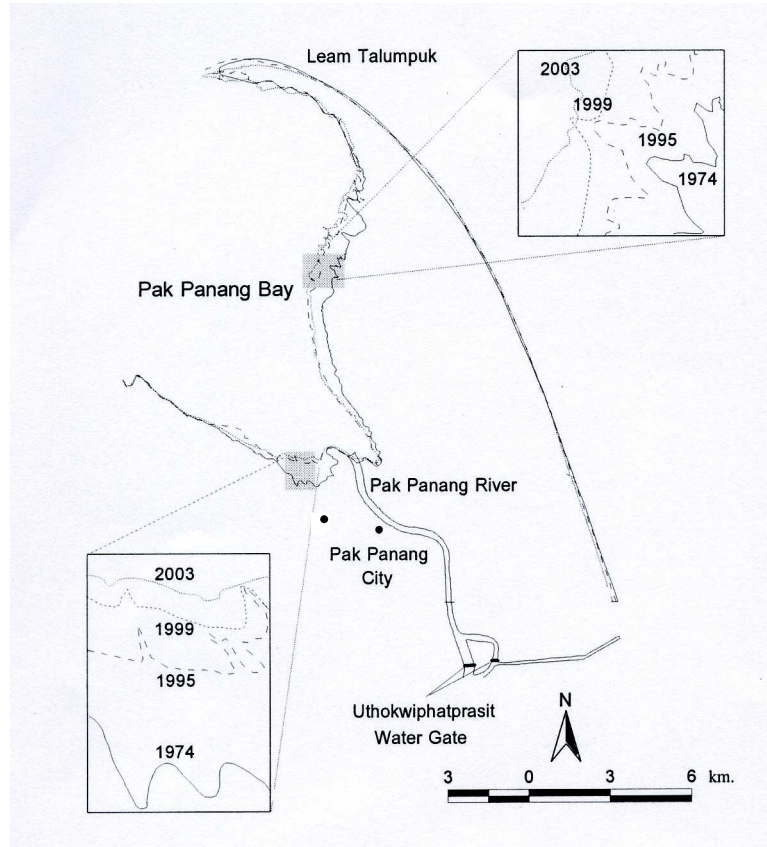 Leam Talumpuk
2003
1999
1995
1974
Pak Panang Bay
Pak Panang River
Pak Panang
City
2003
1999
1995
1974
Uthokwiphatprasit
Water Gate
N
3 0 3 6 km.